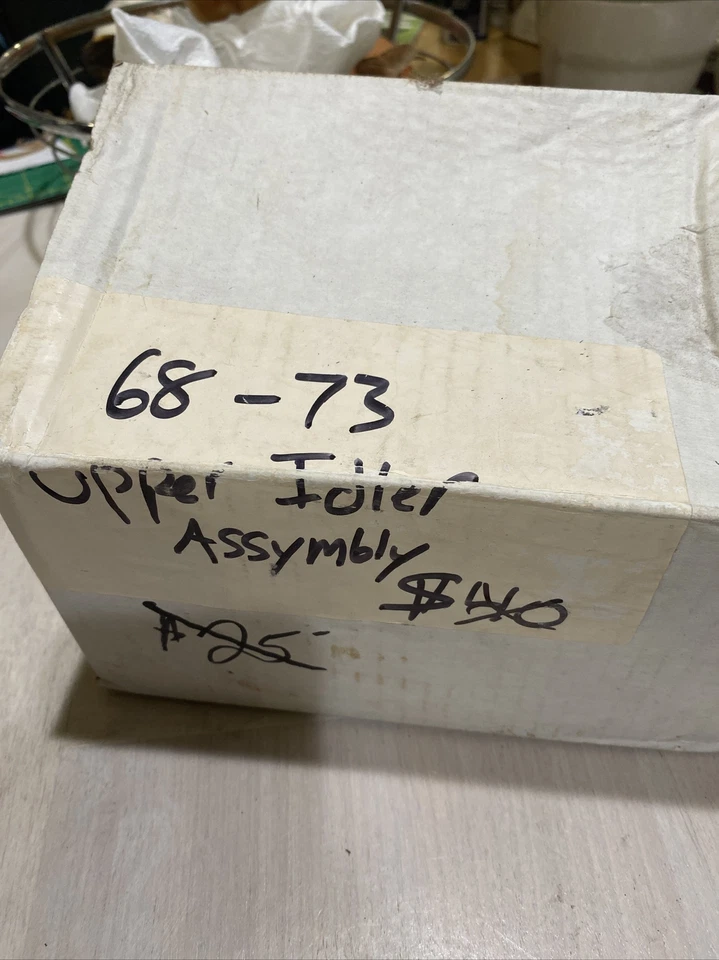 68-73
Upper Idler
Assymbly
$40
$25